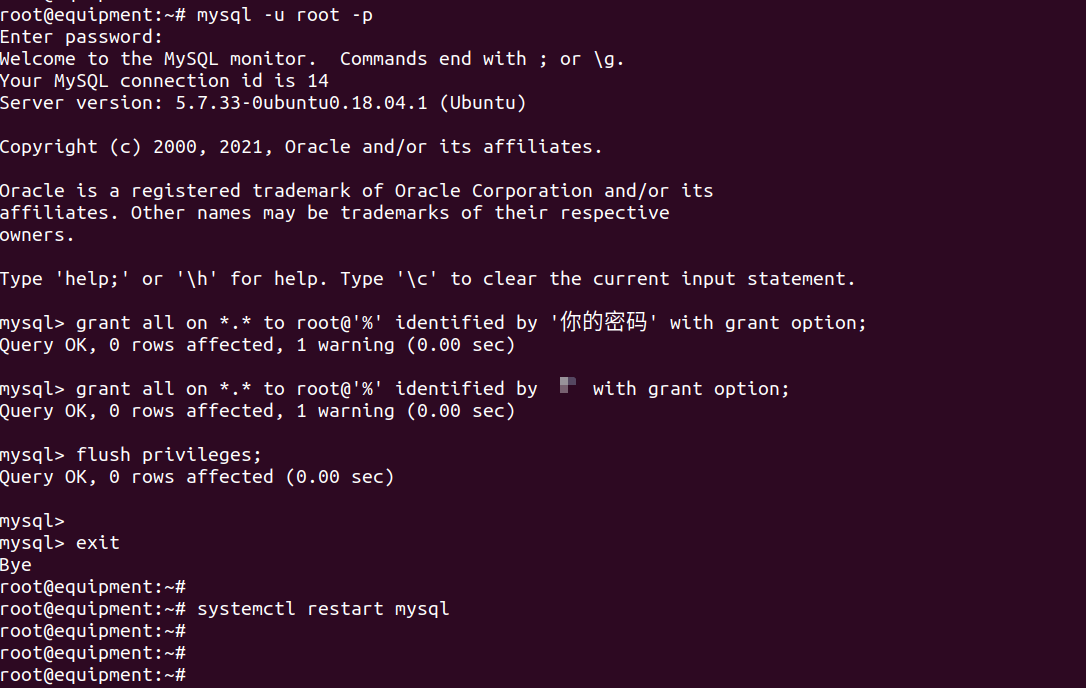 root@equipment:~# mysql -u root -p
Enter password:
Welcome to the MySQL monitor.  Commands end with ; or \g.
Your MySQL connection id is 14
Server version: 5.7.33-0ubuntu0.18.04.1 (Ubuntu)
Copyright (c) 2000, 2021, Oracle and/or its affiliates.
Oracle is a registered trademark of Oracle Corporation and/or its
affiliates. Other names may be trademarks of their respective
owners.
Type 'help;' or '\h' for help. Type '\c' to clear the current input statement.
mysql> grant all on *.* to root@'%' identified by '你的密码' with grant option;
Query OK, 0 rows affected, 1 warning (0.00 sec)
mysql> grant all on *.* to root@'%' identified by with grant option;
Query OK, 0 rows affected, 1 warning (0.00 sec)
mysql> flush privileges;
Query OK, 0 rows affected (0.00 sec)
mysql>
mysql> exit
Bye
root@equipment:~#
root@equipment:~# systemctl restart mysql
root@equipment:~#
root@equipment:~#
root@equipment:~#